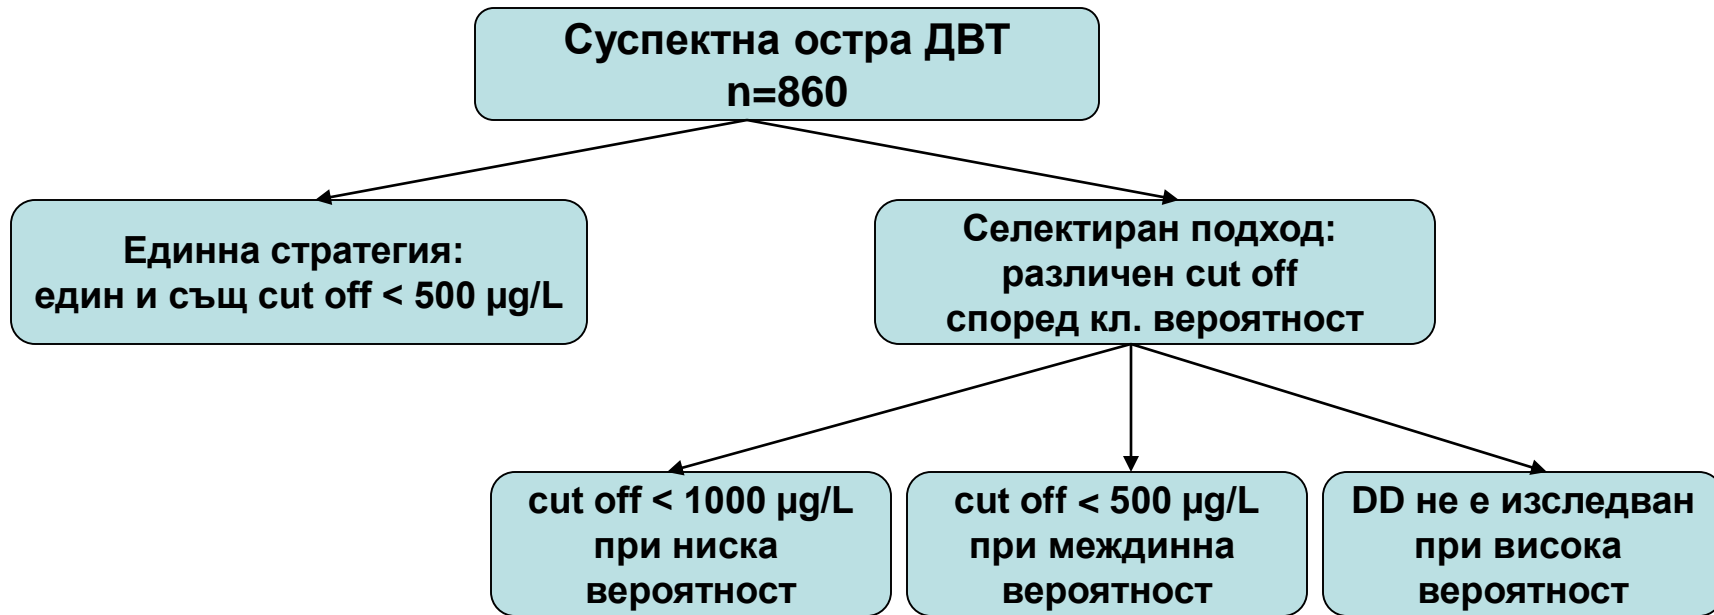 Суспектна остра ДВТ
n=860
Единна стратегия:
един и същ cut off < 500 µg/L
Селектиран подход:
различен cut off
според кл. вероятност
cut off < 1000 µg/L
при ниска
вероятност
cut off < 500 µg/L
при междинна
вероятност
DD не е изследван
при висока
вероятност